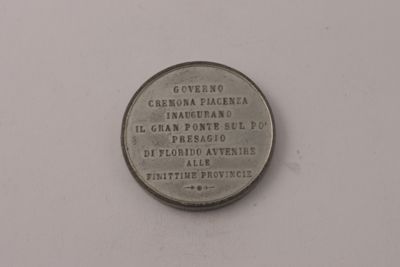 GOVERNO
CREMONA PIACENZA
INAUGURANO
IL GRAN PONTE SUL PO'
PRESAGIO
DI FLORIDO AVVENIRE
ALLE
FINITTIME PROVINCIE